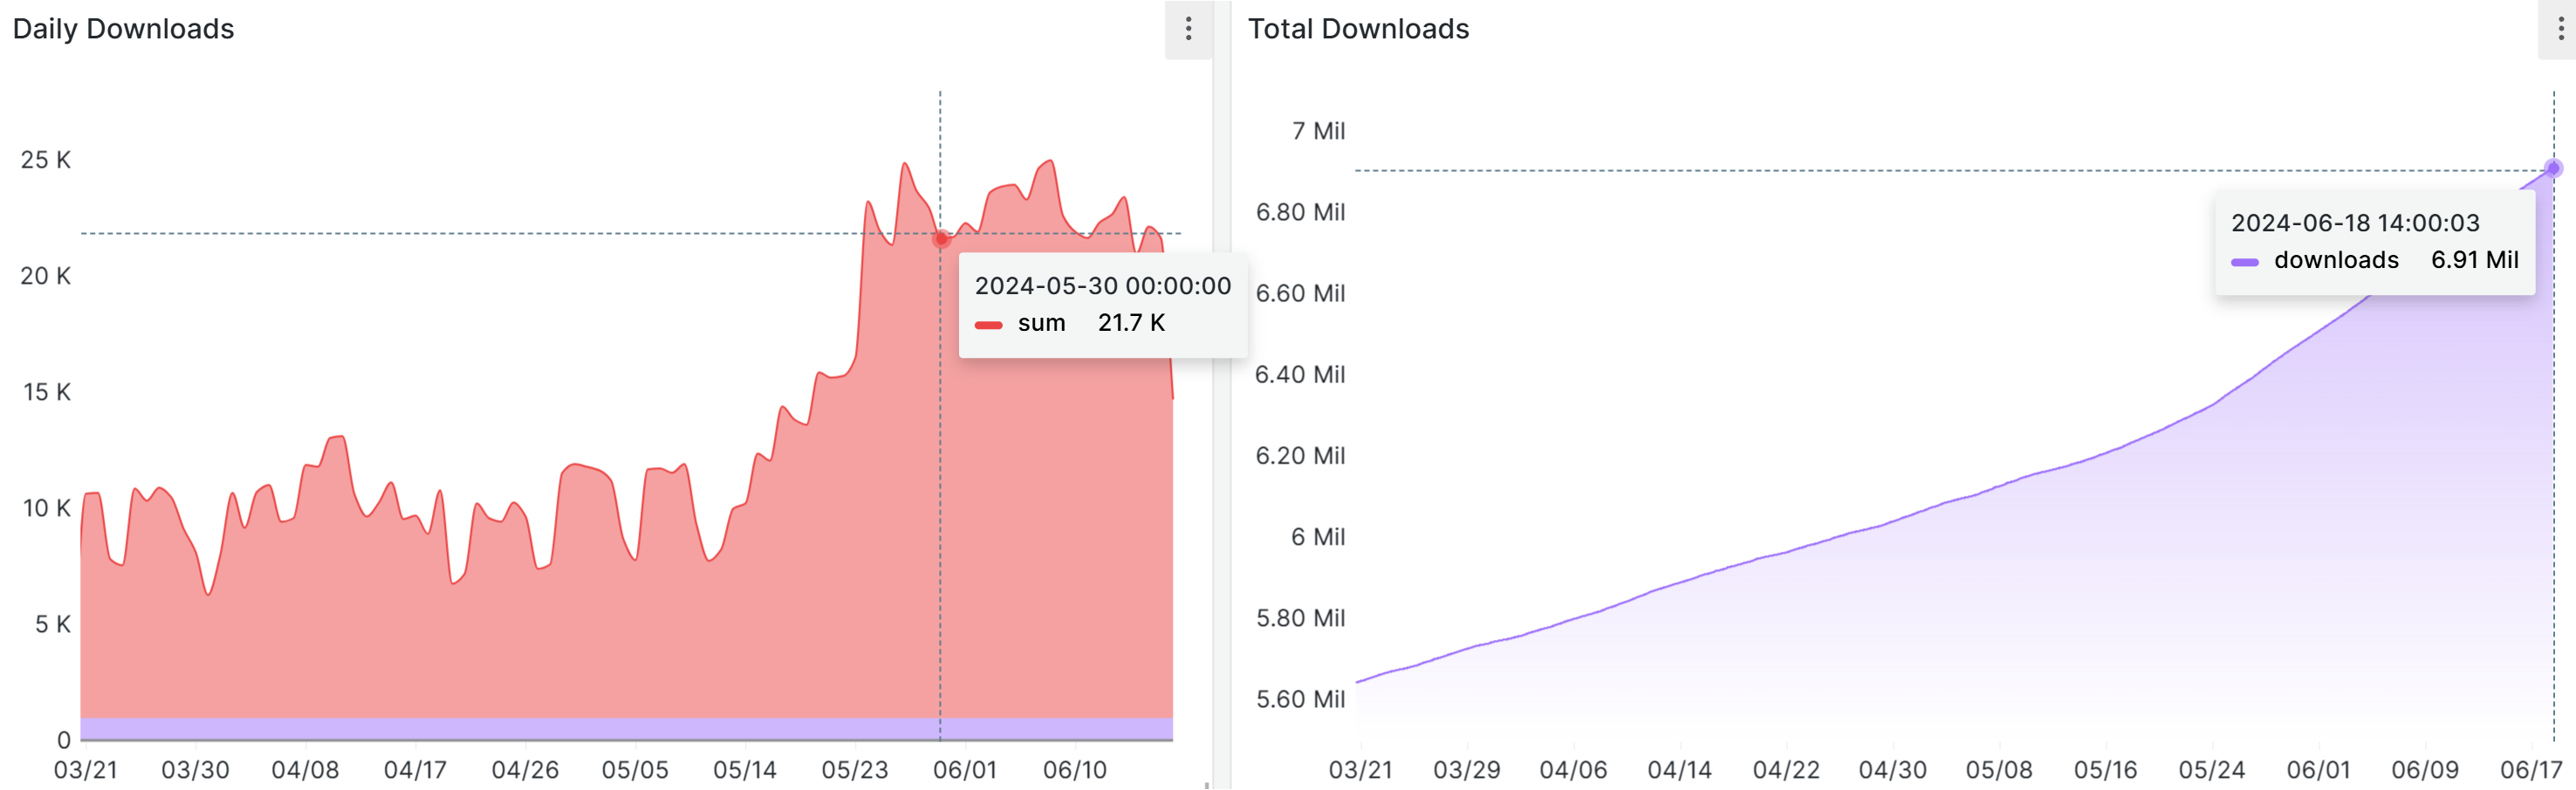 Daily Downloads
25 K
20 K
15 K
10 K
5 K
0
03/21 03/30 04/08 04/17 04/26 05/05 05/14 05/23 06/01 06/10
2024-05-30 00:00:00
sum 21.7 K
Total Downloads
7 Mil
6.80 Mil
6.60 Mil
6.40 Mil
6.20 Mil
6 Mil
5.80 Mil
5.60 Mil
03/21 03/29 04/06 04/14 04/22 04/30 05/08 05/16 05/24 06/01 06/09 06/17
2024-06-18 14:00:03
downloads 6.91 Mil